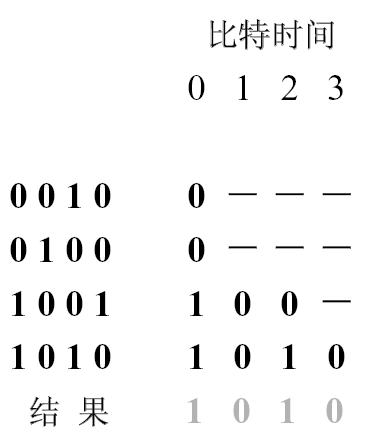 比特时间
0 1 2 3
0 0 1 0 0 — — —
0 1 0 0 0 — — —
1 0 0 1 1 0 0 —
1 0 1 0 1 0 1 0
结 果 1 0 1 0